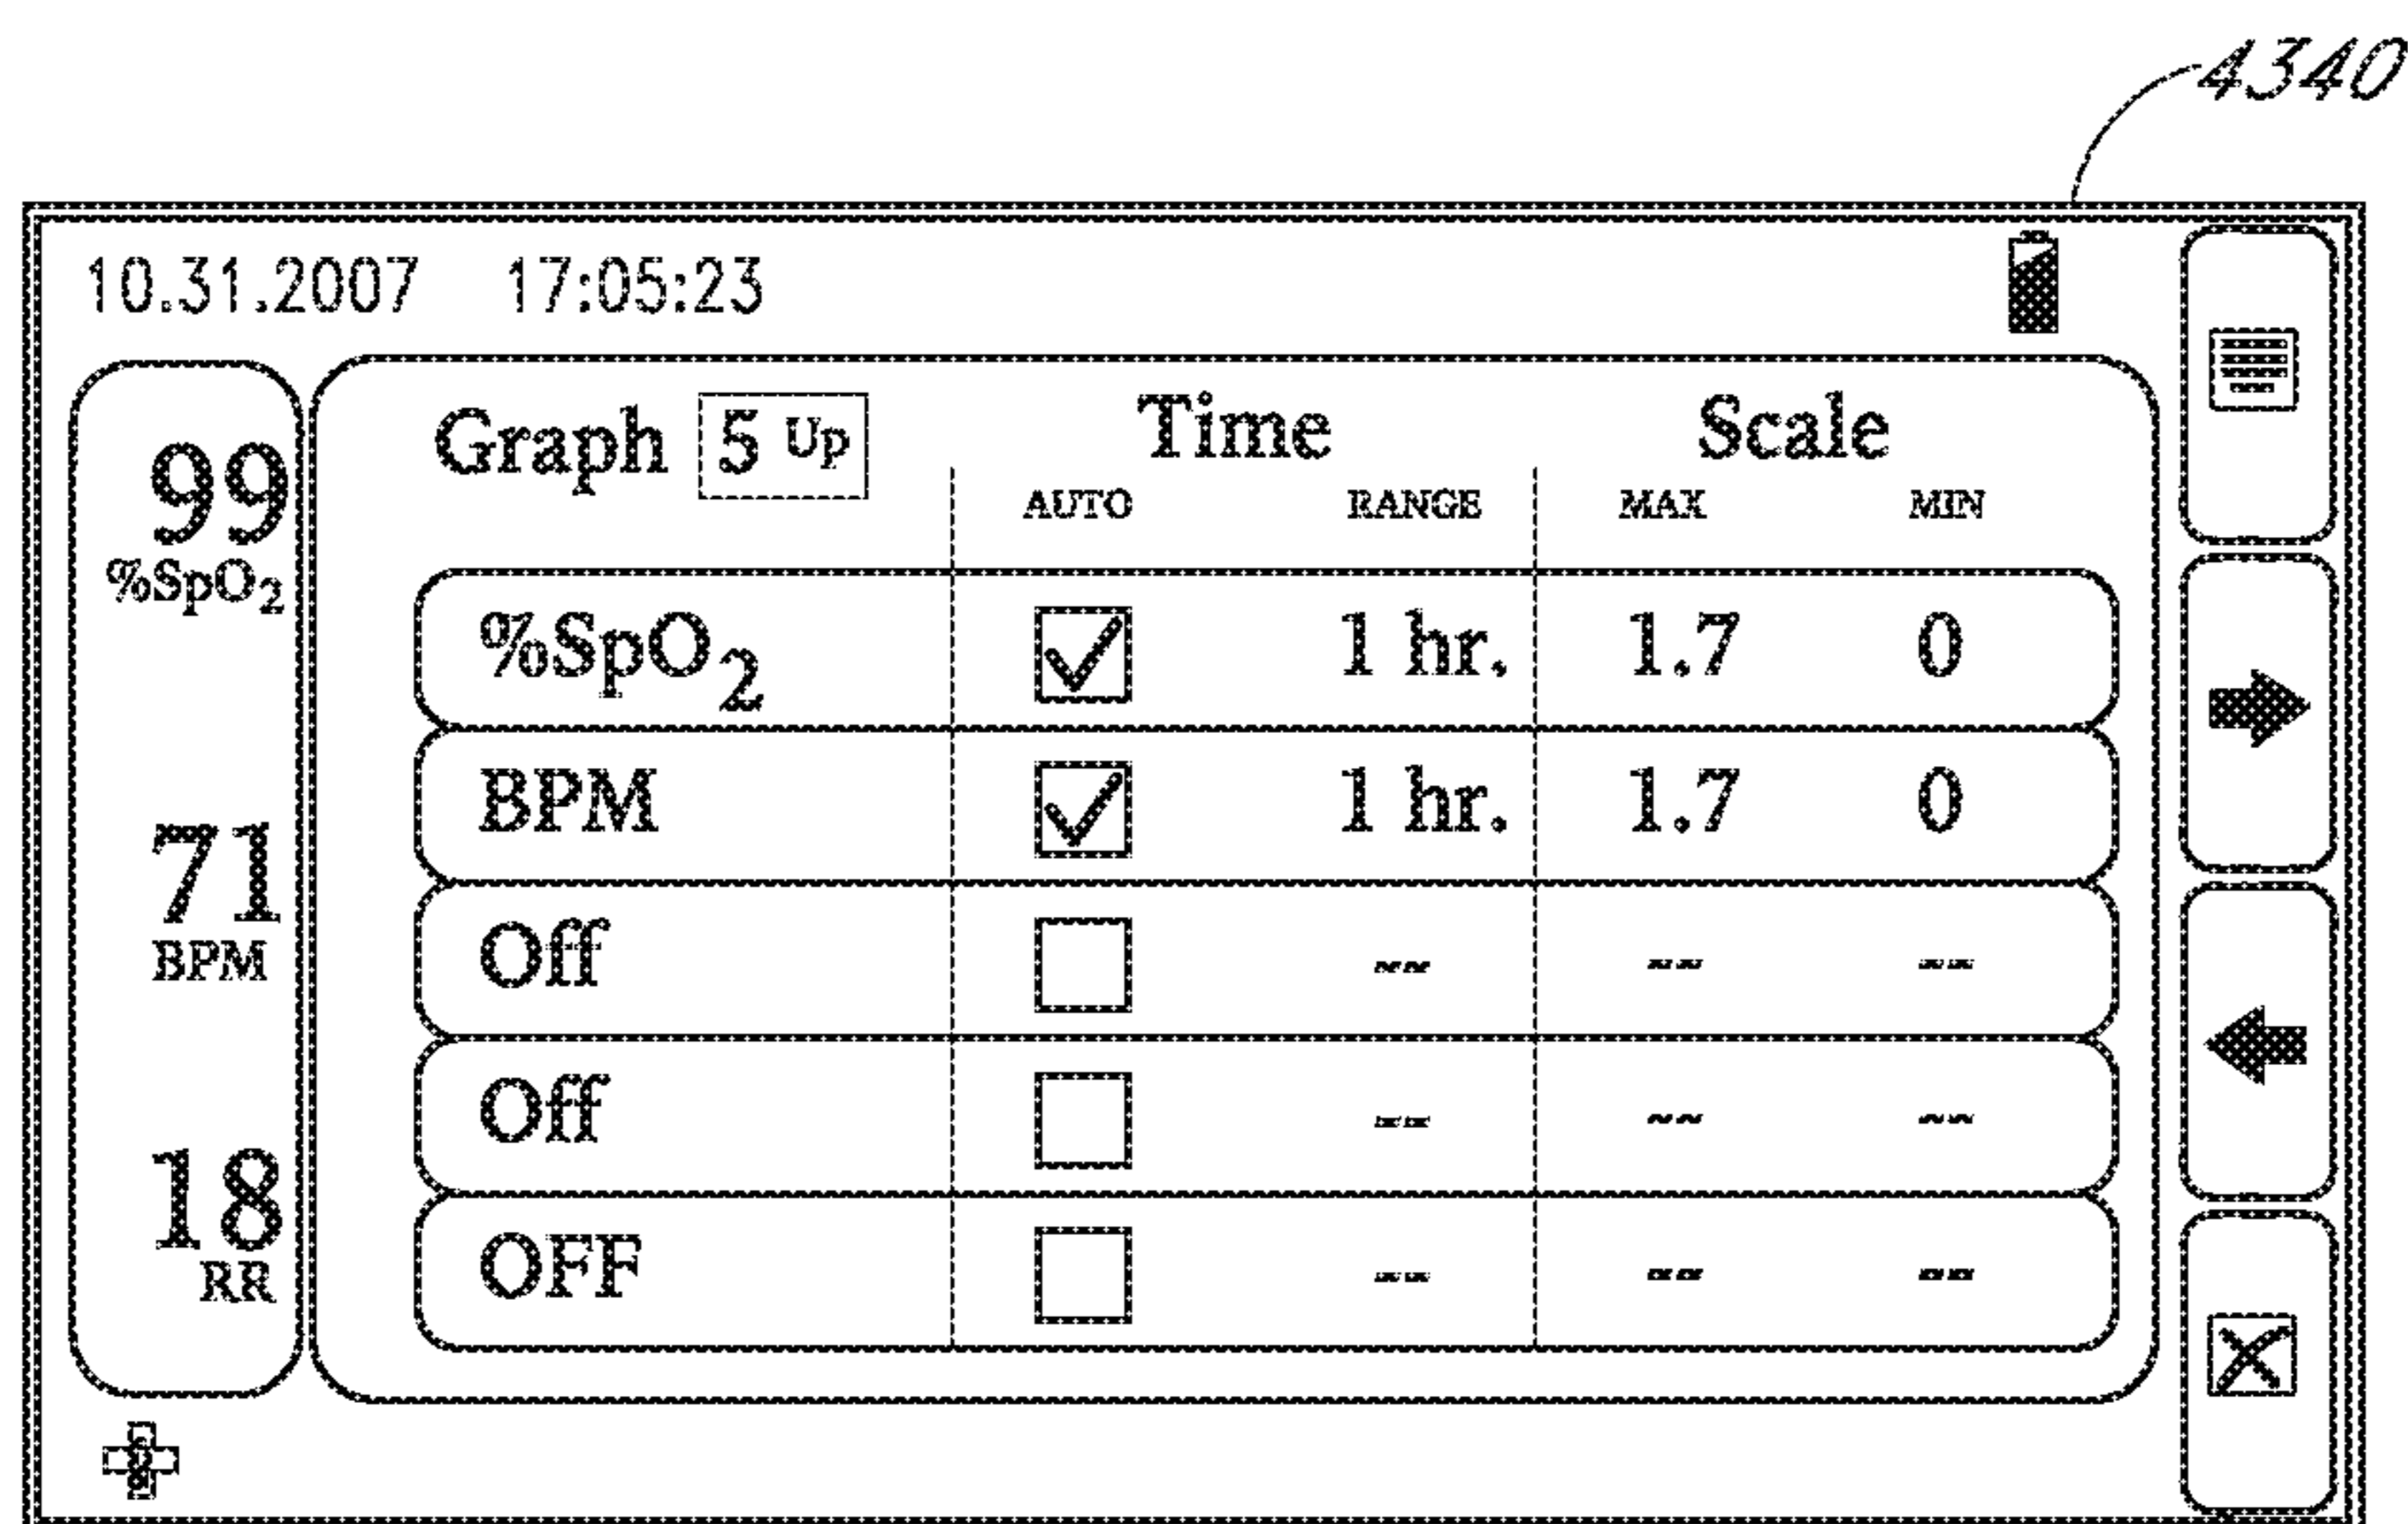 4340
10.31.2007 17:05:23
99
%SpO₂
71
BPM
18
RR
Graph 5 Up Time Scale
AUTO RANGE MAX MIN
%SpO₂ 1 hr. 1.7 0
BPM 1 hr. 1.7 0
Off -- -- --
Off -- -- --
OFF -- -- --